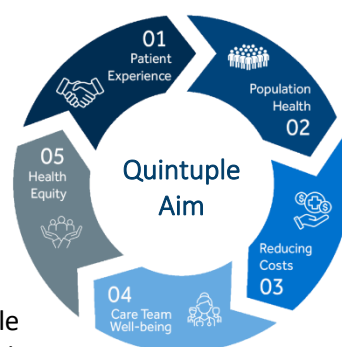 01
Patient
Experience
Population
Health
02
Reducing
Costs
03
04
Care Team
Well-being
05
Health
Equity
Quintuple
Aim
le